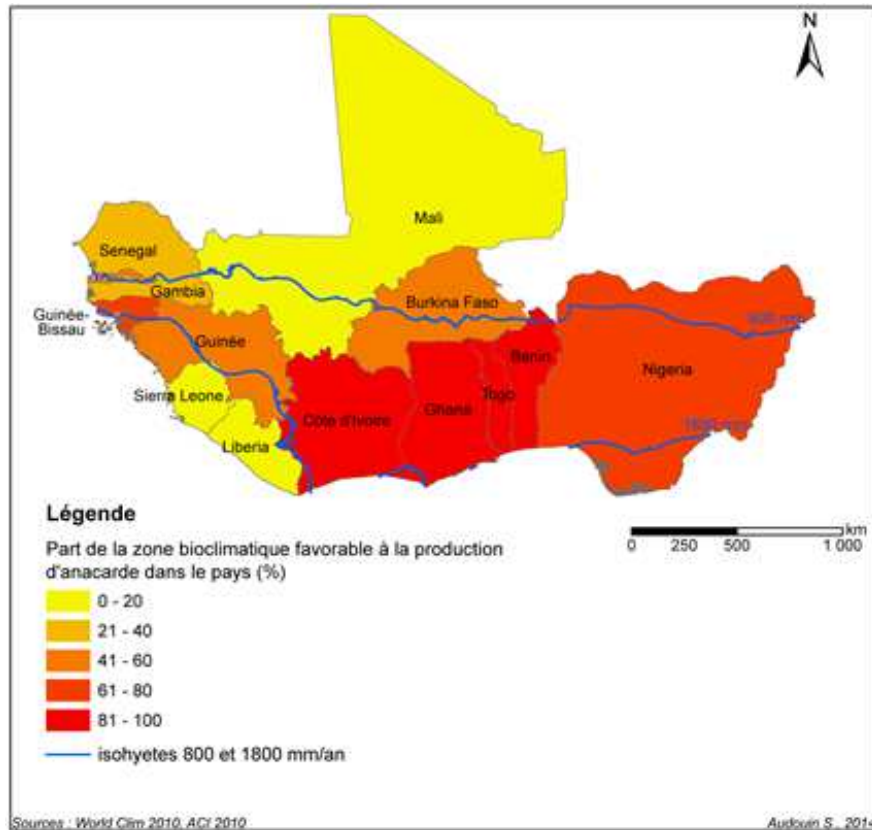 N
Mali
Senegal
Gambia
Burkina Faso
Guinée-
Bissau
Guinée
Benin
Nigeria
Sierra Leone
Togo
Côte d'Ivoire
Ghana
Liberia
Légende
km
0 250 500 1 000
Part de la zone bioclimatique favorable à la production
d'anacarde dans le pays (%)
0 - 20
21 - 40
41 - 60
61 - 80
81 - 100
isohyetes 800 et 1800 mm/an
Sources : World Clim 2010, ACI 2010
Audouin S., 2014